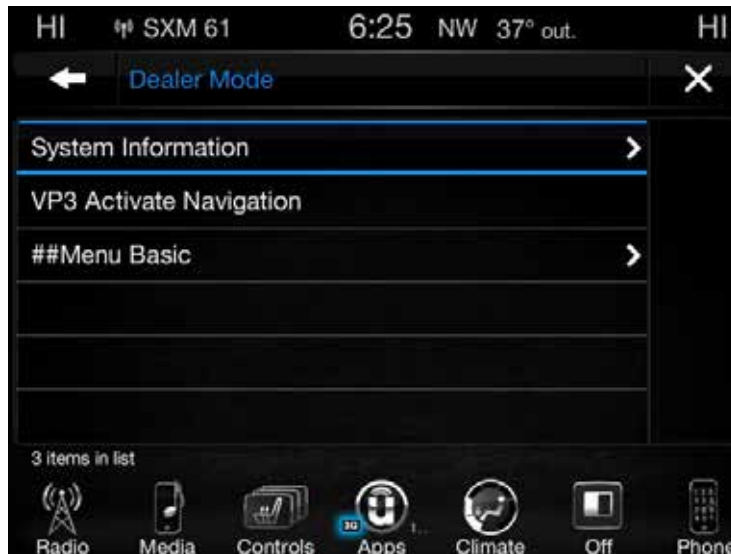 HI SXM 61 6:25 NW 37° out. HI
Dealer Mode
System Information
VP3 Activate Navigation
##Menu Basic
3 items in list
3G
Radio Media Controls Apps Climate Off Phone